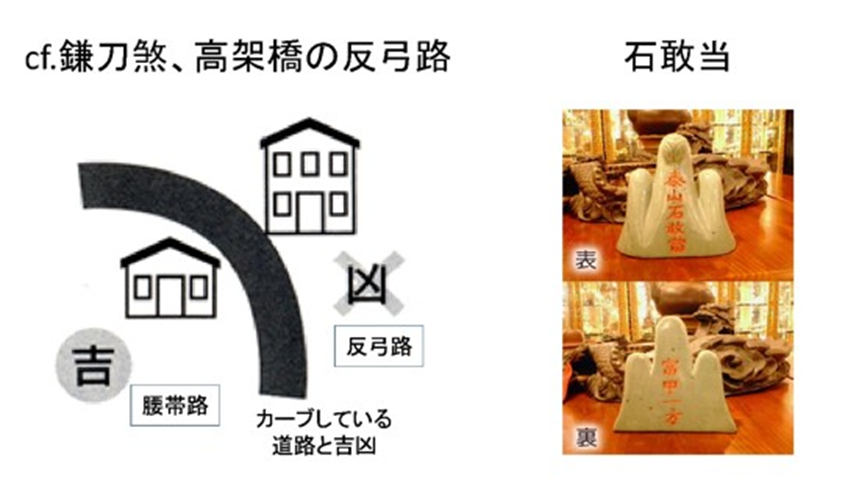 cf.鎌刀煞、高架橋の反弓路
石敢当
凶
反弓路
吉
腰帯路
カーブしている
道路と吉凶
泰山石敢當
表
富甲一方
裏